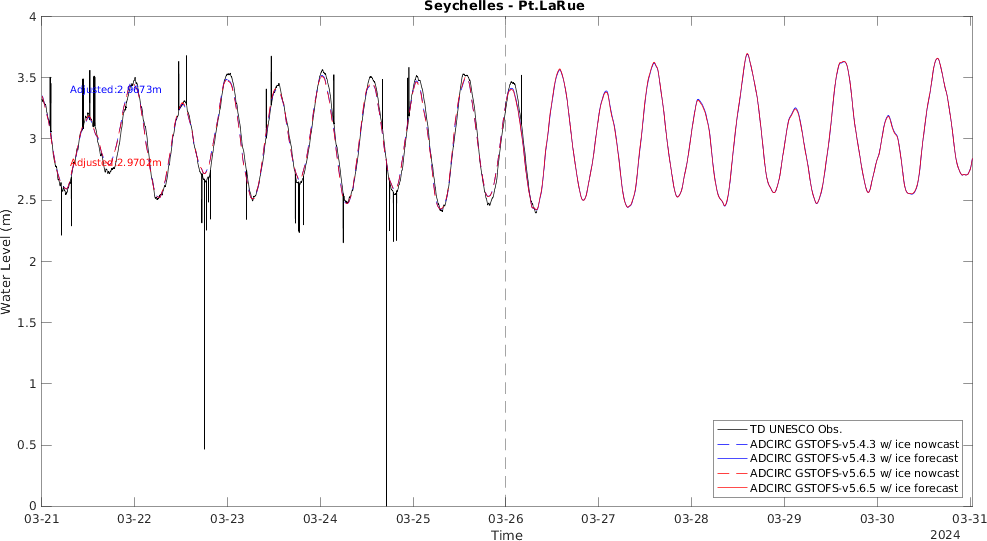 Seychelles - Pt.LaRue
4
3.5
3
2.5
2
1.5
1
0.5
0
Water Level (m)
Adjusted:2.9673m
Adjusted:2.9702m
TD UNESCO Obs.
ADCIRC GSTOFS-v5.4.3 w/ ice nowcast
ADCIRC GSTOFS-v5.4.3 w/ ice forecast
ADCIRC GSTOFS-v5.6.5 w/ ice nowcast
ADCIRC GSTOFS-v5.6.5 w/ ice forecast
03-21 03-22 03-23 03-24 03-25 03-26 03-27 03-28 03-29 03-30 03-31
Time
2024